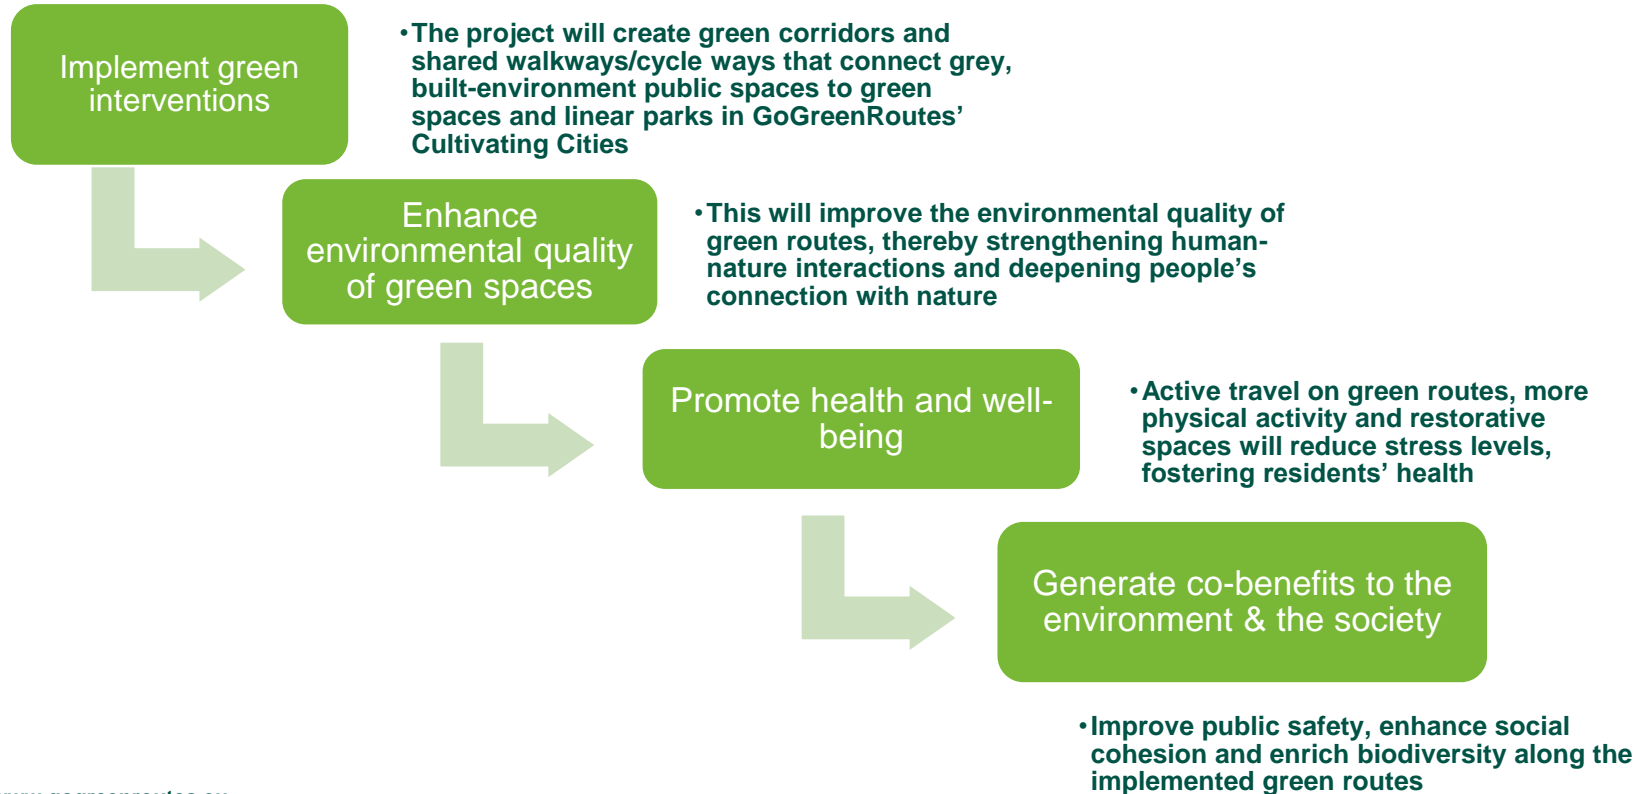 Implement green
interventions
•The project will create green corridors and
shared walkways/cycle ways that connect grey,
built-environment public spaces to green
spaces and linear parks in GoGreenRoutes’
Cultivating Cities
Enhance
environmental quality
of green spaces
•This will improve the environmental quality of
green routes, thereby strengthening human-
nature interactions and deepening people’s
connection with nature
Promote health and well-
being
•Active travel on green routes, more
physical activity and restorative
spaces will reduce stress levels,
fostering residents’ health
Generate co-benefits to the
environment & the society
•Improve public safety, enhance social
cohesion and enrich biodiversity along the
implemented green routes